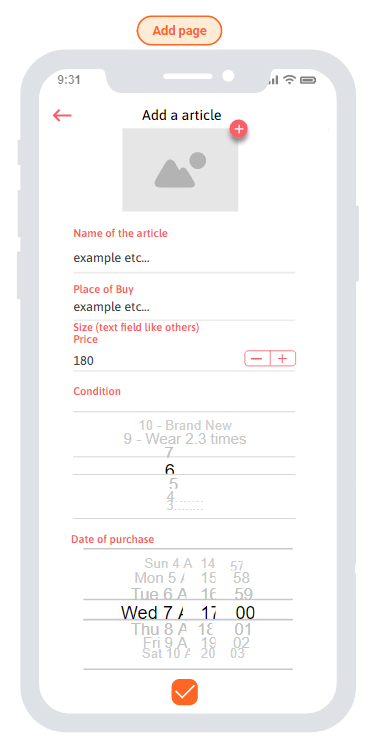 Add page
9:31
Add a article
Name of the article
example etc...
Place of Buy
example etc...
Size (text field like others)
Price
180
Condition
10 - Brand New
9 - Wear 2.3 times
7
6
5
4
3.........
Date of purchase
Sun 4 A 14 57
Mon 5 A 15 58
Tue 6 A 16 59
Wed 7 A 17 00
Thu 8 A 18 01
Fri 9 A 19 02
Sat 10 A 20 03